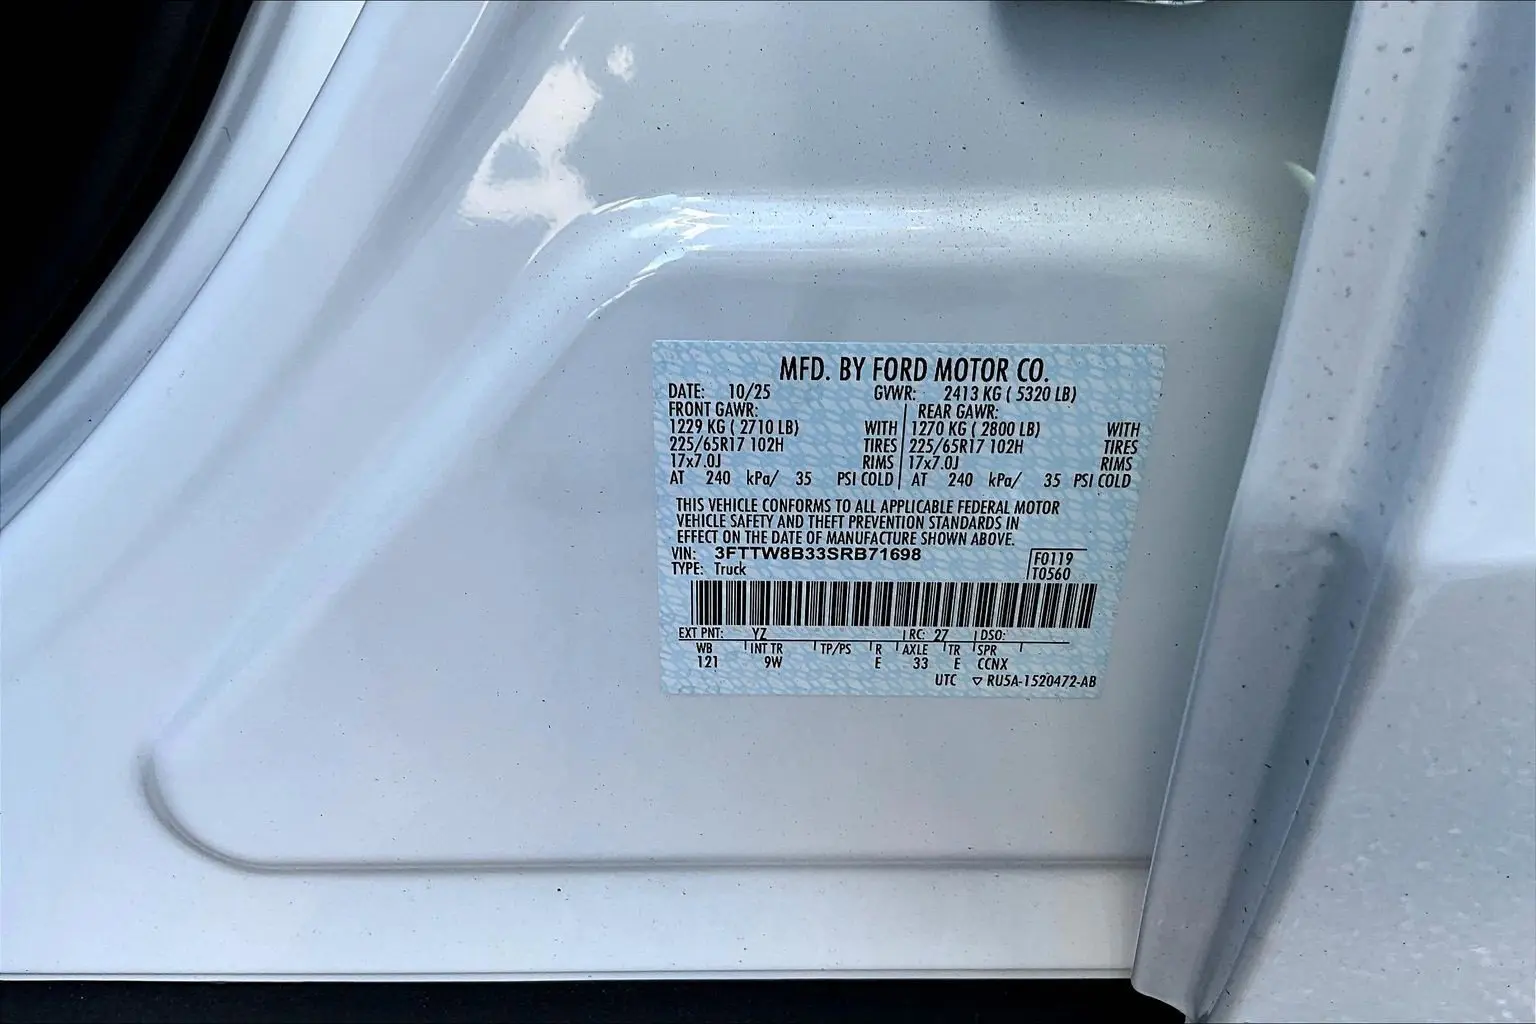 MFD. BY FORD MOTOR CO.
DATE: 10/25 GVWR: 2413 KG ( 5320 LB)
FRONT GAWR: REAR GAWR:
1229 KG ( 2710 LB) WITH 1270 KG ( 2800 LB) WITH
225/65R17 102H TIRES 225/65R17 102H TIRES
17x7.0J RIMS 17x7.0J RIMS
AT 240 kPa/ 35 PSI COLD AT 240 kPa/ 35 PSI COLD
THIS VEHICLE CONFORMS TO ALL APPLICABLE FEDERAL MOTOR
VEHICLE SAFETY AND THEFT PREVENTION STANDARDS IN
EFFECT ON THE DATE OF MANUFACTURE SHOWN ABOVE.
VIN: 3FTTW8B33SRB71698 F0119
TYPE: Truck T0560
EXT PNT: YZ RC: 27 DSO:
WB INT TR TP/PS R AXLE TR SPR
121 9W E 33 E CCNX
UTC ▽ RU5A-1520472-AB